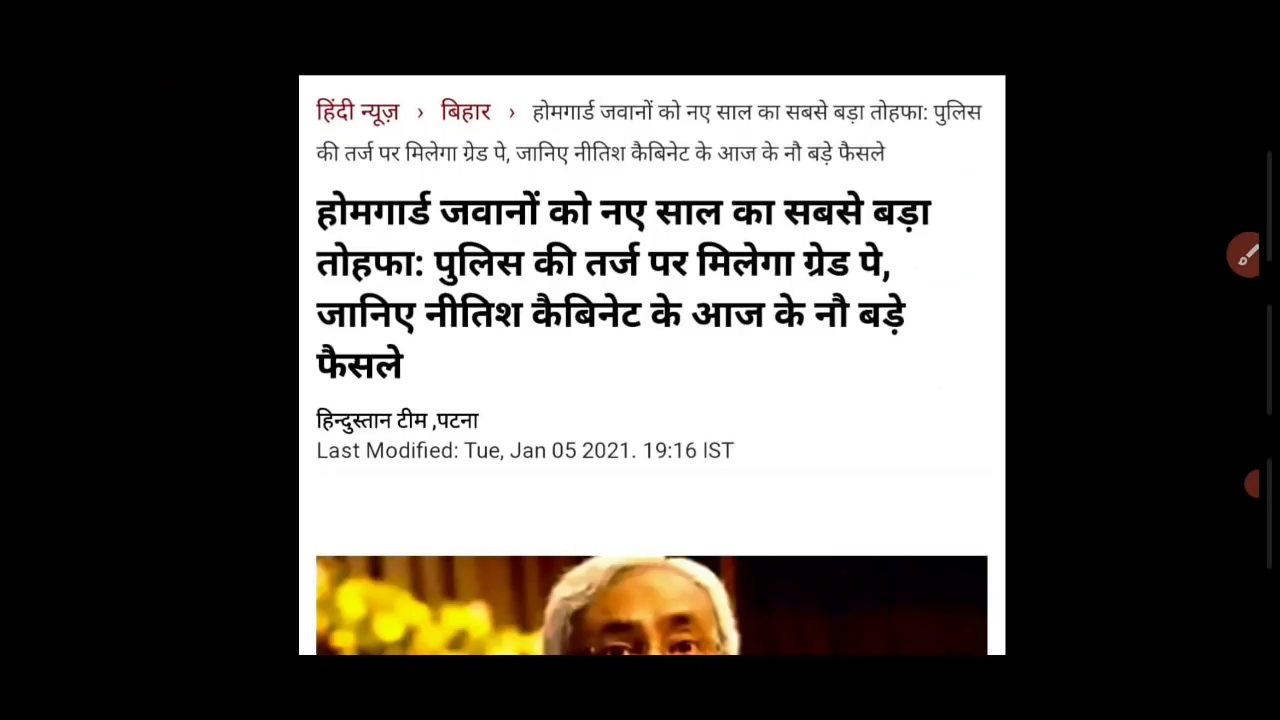 हिंदी न्यूज़ › बिहार › होमगार्ड जवानों को नए साल का सबसे बड़ा तोहफा: पुलिस
की तर्ज पर मिलेगा ग्रेड पे, जानिए नीतिश कैबिनेट के आज के नौ बड़े फैसले
होमगार्ड जवानों को नए साल का सबसे बड़ा
तोहफा: पुलिस की तर्ज पर मिलेगा ग्रेड पे,
जानिए नीतिश कैबिनेट के आज के नौ बड़े
फैसले
हिन्दुस्तान टीम ,पटना
Last Modified: Tue, Jan 05 2021. 19:16 IST